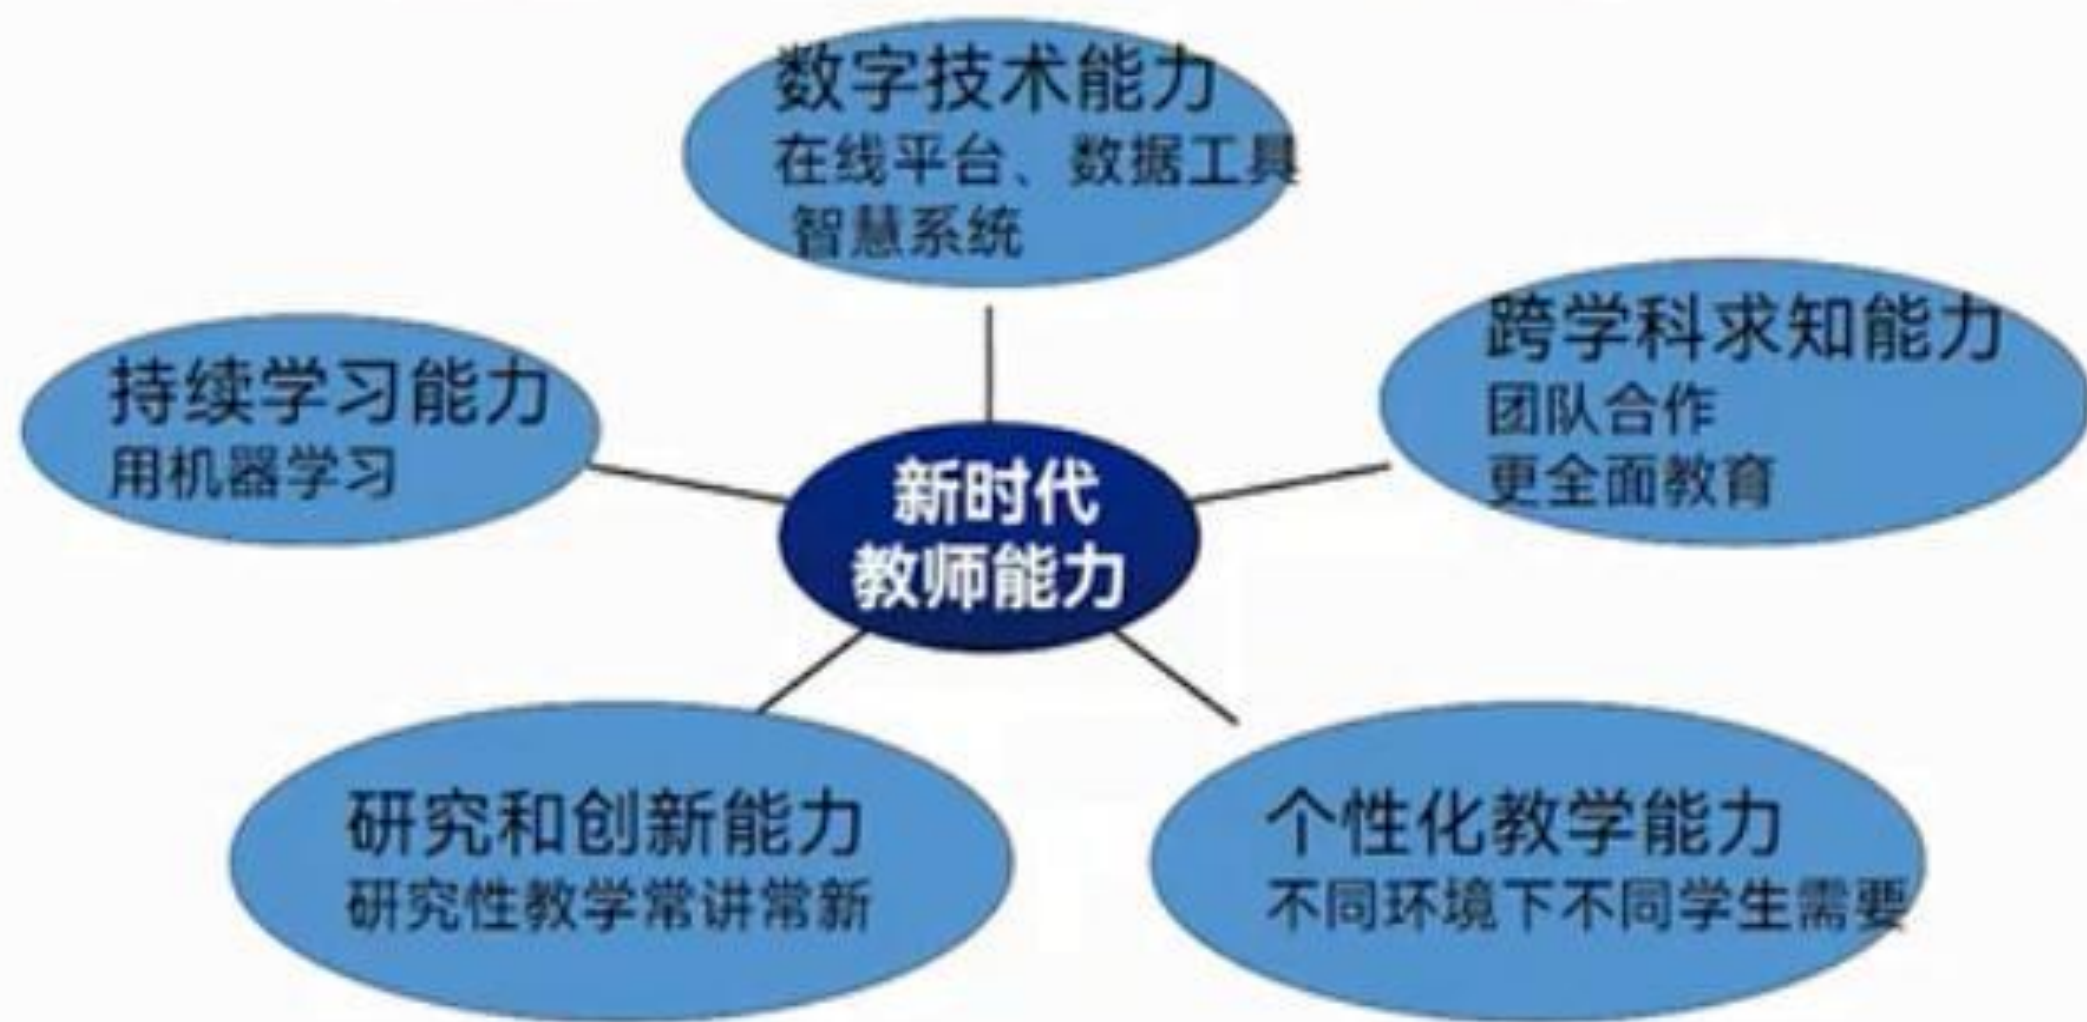 数字技术能力
在线平台、数据工具
智慧系统
跨学科求知能力
团队合作
更全面教育
持续学习能力
用机器学习
新时代
教师能力
研究和创新能力
研究性教学常讲常新
个性化教学能力
不同环境下不同学生需要